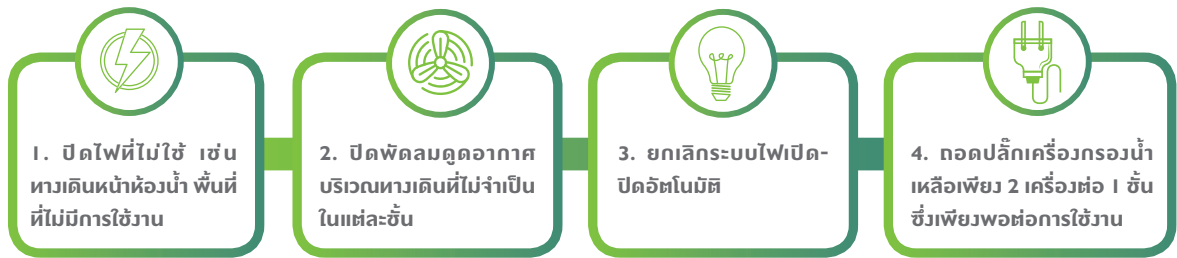 1. ปิดไฟที่ไม่ใช้ เช่น
ทางเดินหน้าห้องน้ำ พื้นที่
ที่ไม่มีการใช้งาน
2. ปิดพัดลมดูดอากาศ
บริเวณทางเดินที่ไม่จำเป็น
ในแต่ละชั้น
3. ยกเลิกระบบไฟเปิด-
ปิดอัตโนมัติ
4. ถอดปลั๊กเครื่องกรองน้ำ
เหลือเพียง 2 เครื่องต่อ 1 ชั้น
ซึ่งเพียงพอต่อการใช้งาน